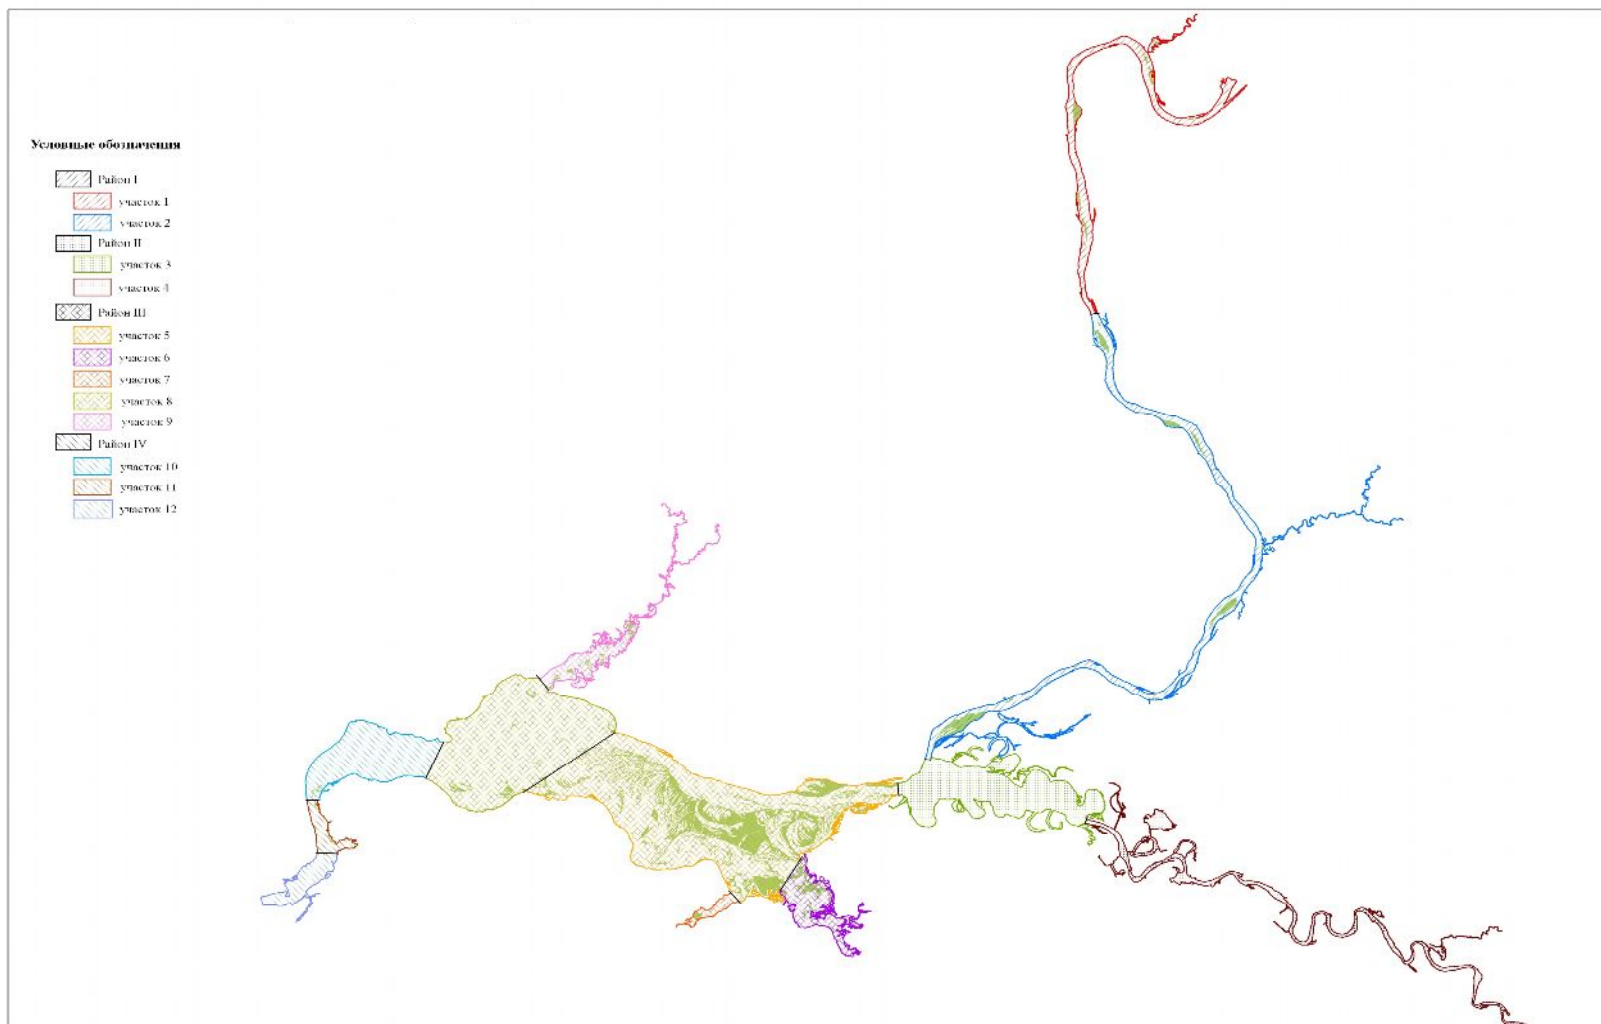 Условные обозначения
Район I
участок 1
участок 2
Район II
участок 3
участок 4
Район III
участок 5
участок 6
участок 7
участок 8
участок 9
Район IV
участок 10
участок 11
участок 12